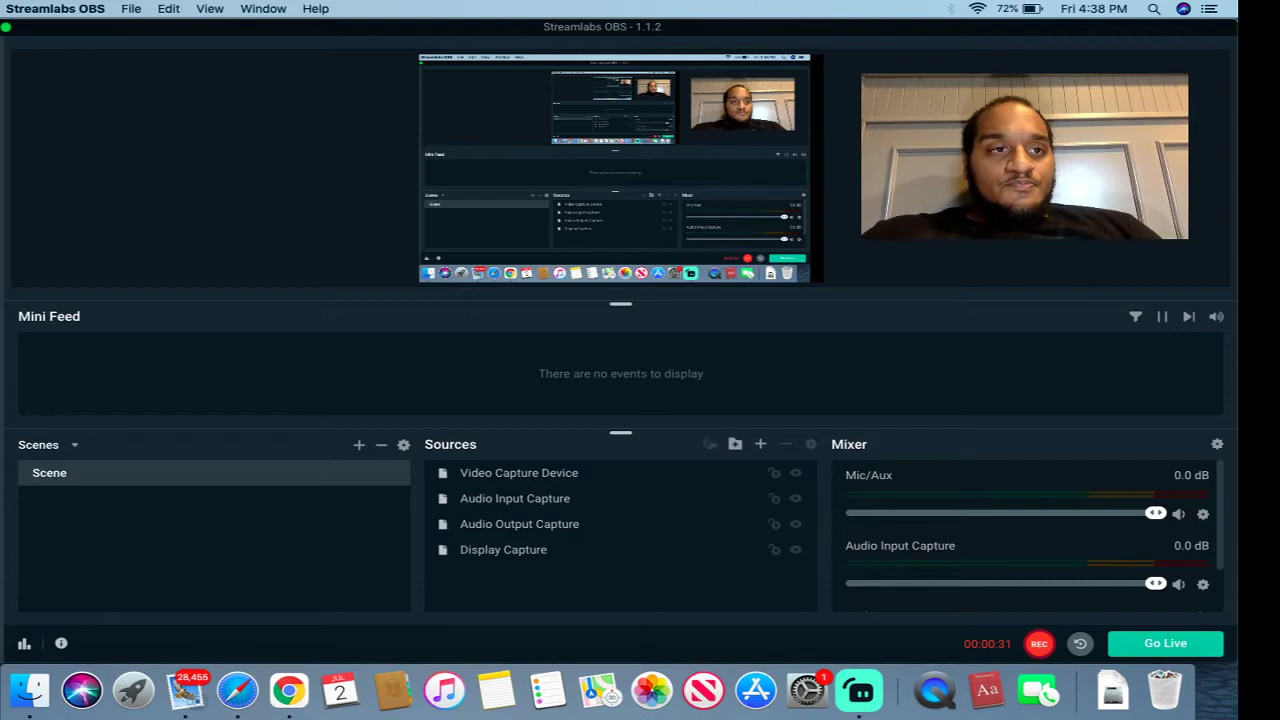 Streamlabs OBS File Edit View Window Help 72% Fri 4:38 PM
Streamlabs OBS - 1.1.2
Mini Feed
There are no events to display
Scenes
Scene
Sources
Video Capture Device
Audio Input Capture
Audio Output Capture
Display Capture
Mixer
Mic/Aux 0.0 dB
Audio Input Capture 0.0 dB
00:00:31 REC Go Live
28,455
JUL
2
1
Aa